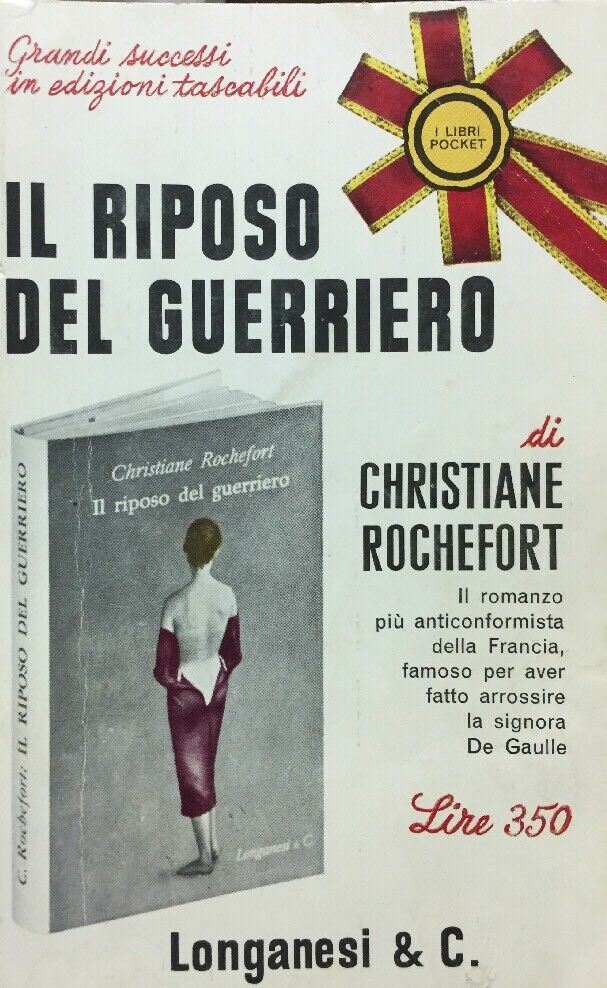 Grandi successi
in edizioni tascabili
I LIBRI
POCKET
IL RIPOSO
DEL GUERRIERO
di
CHRISTIANE
ROCHEFORT
Il romanzo
più anticonformista
della Francia,
famoso per aver
fatto arrossire
la signora
De Gaulle
Lire 350
Christiane Rochefort
Il riposo del guerriero
Longanesi & C.
C. Rochefort: IL RIPOSO DEL GUERRIERO
Longanesi & C.